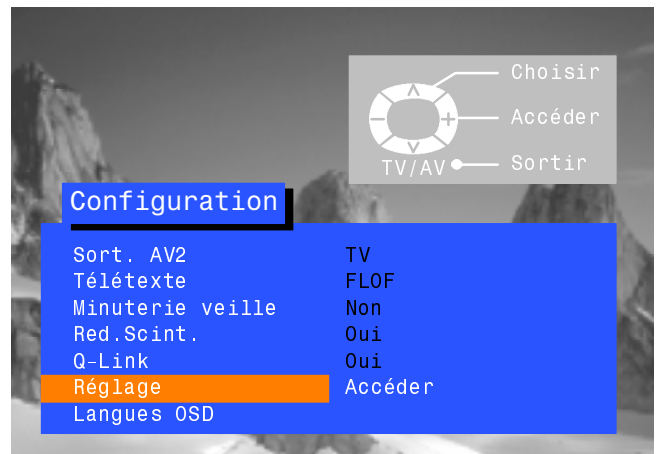 Choisir
Accéder
TV/AV Sortir
Configuration
Sort. AV2 TV
Télétexte FLOF
Minuterie veille Non
Red.Scint. Oui
Q-Link Oui
Réglage Accéder
Langues OSD